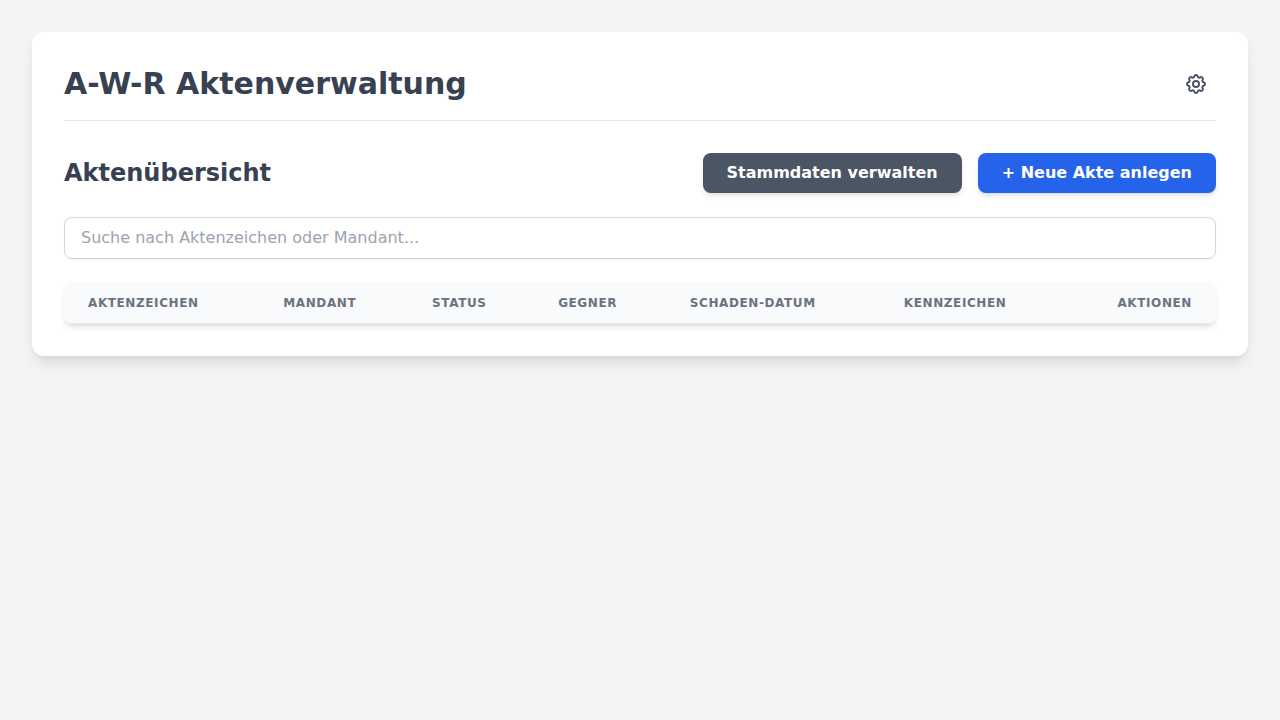 A-W-R Aktenverwaltung
Aktenübersicht
Stammdaten verwalten
+ Neue Akte anlegen
Suche nach Aktenzeichen oder Mandant...
AKTENZEICHEN MANDANT STATUS GEGNER SCHADEN-DATUM KENNZEICHEN AKTIONEN